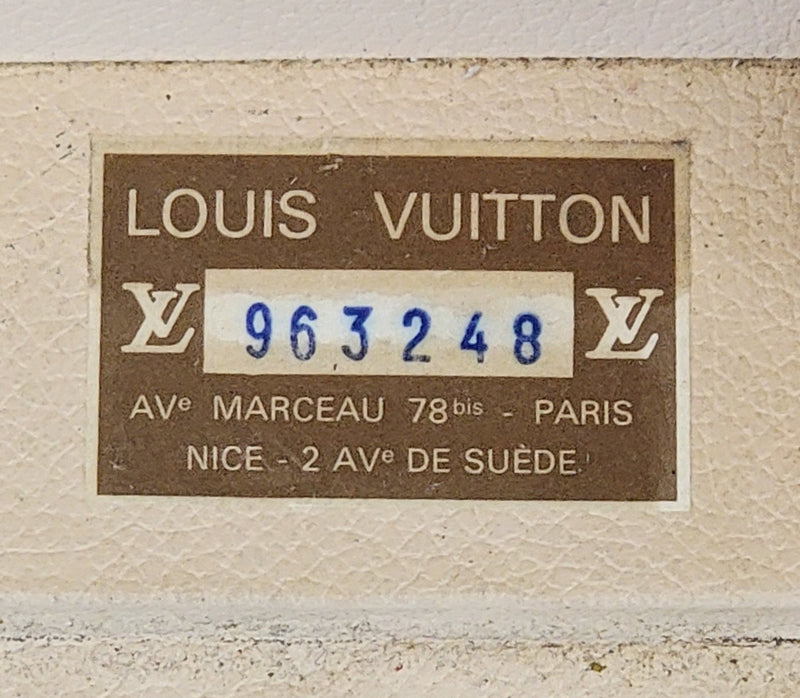 LOUIS VUITTON
LV 963248 LV
AVe MARCEAU 78bis - PARIS
NICE - 2 AVe DE SUÈDE